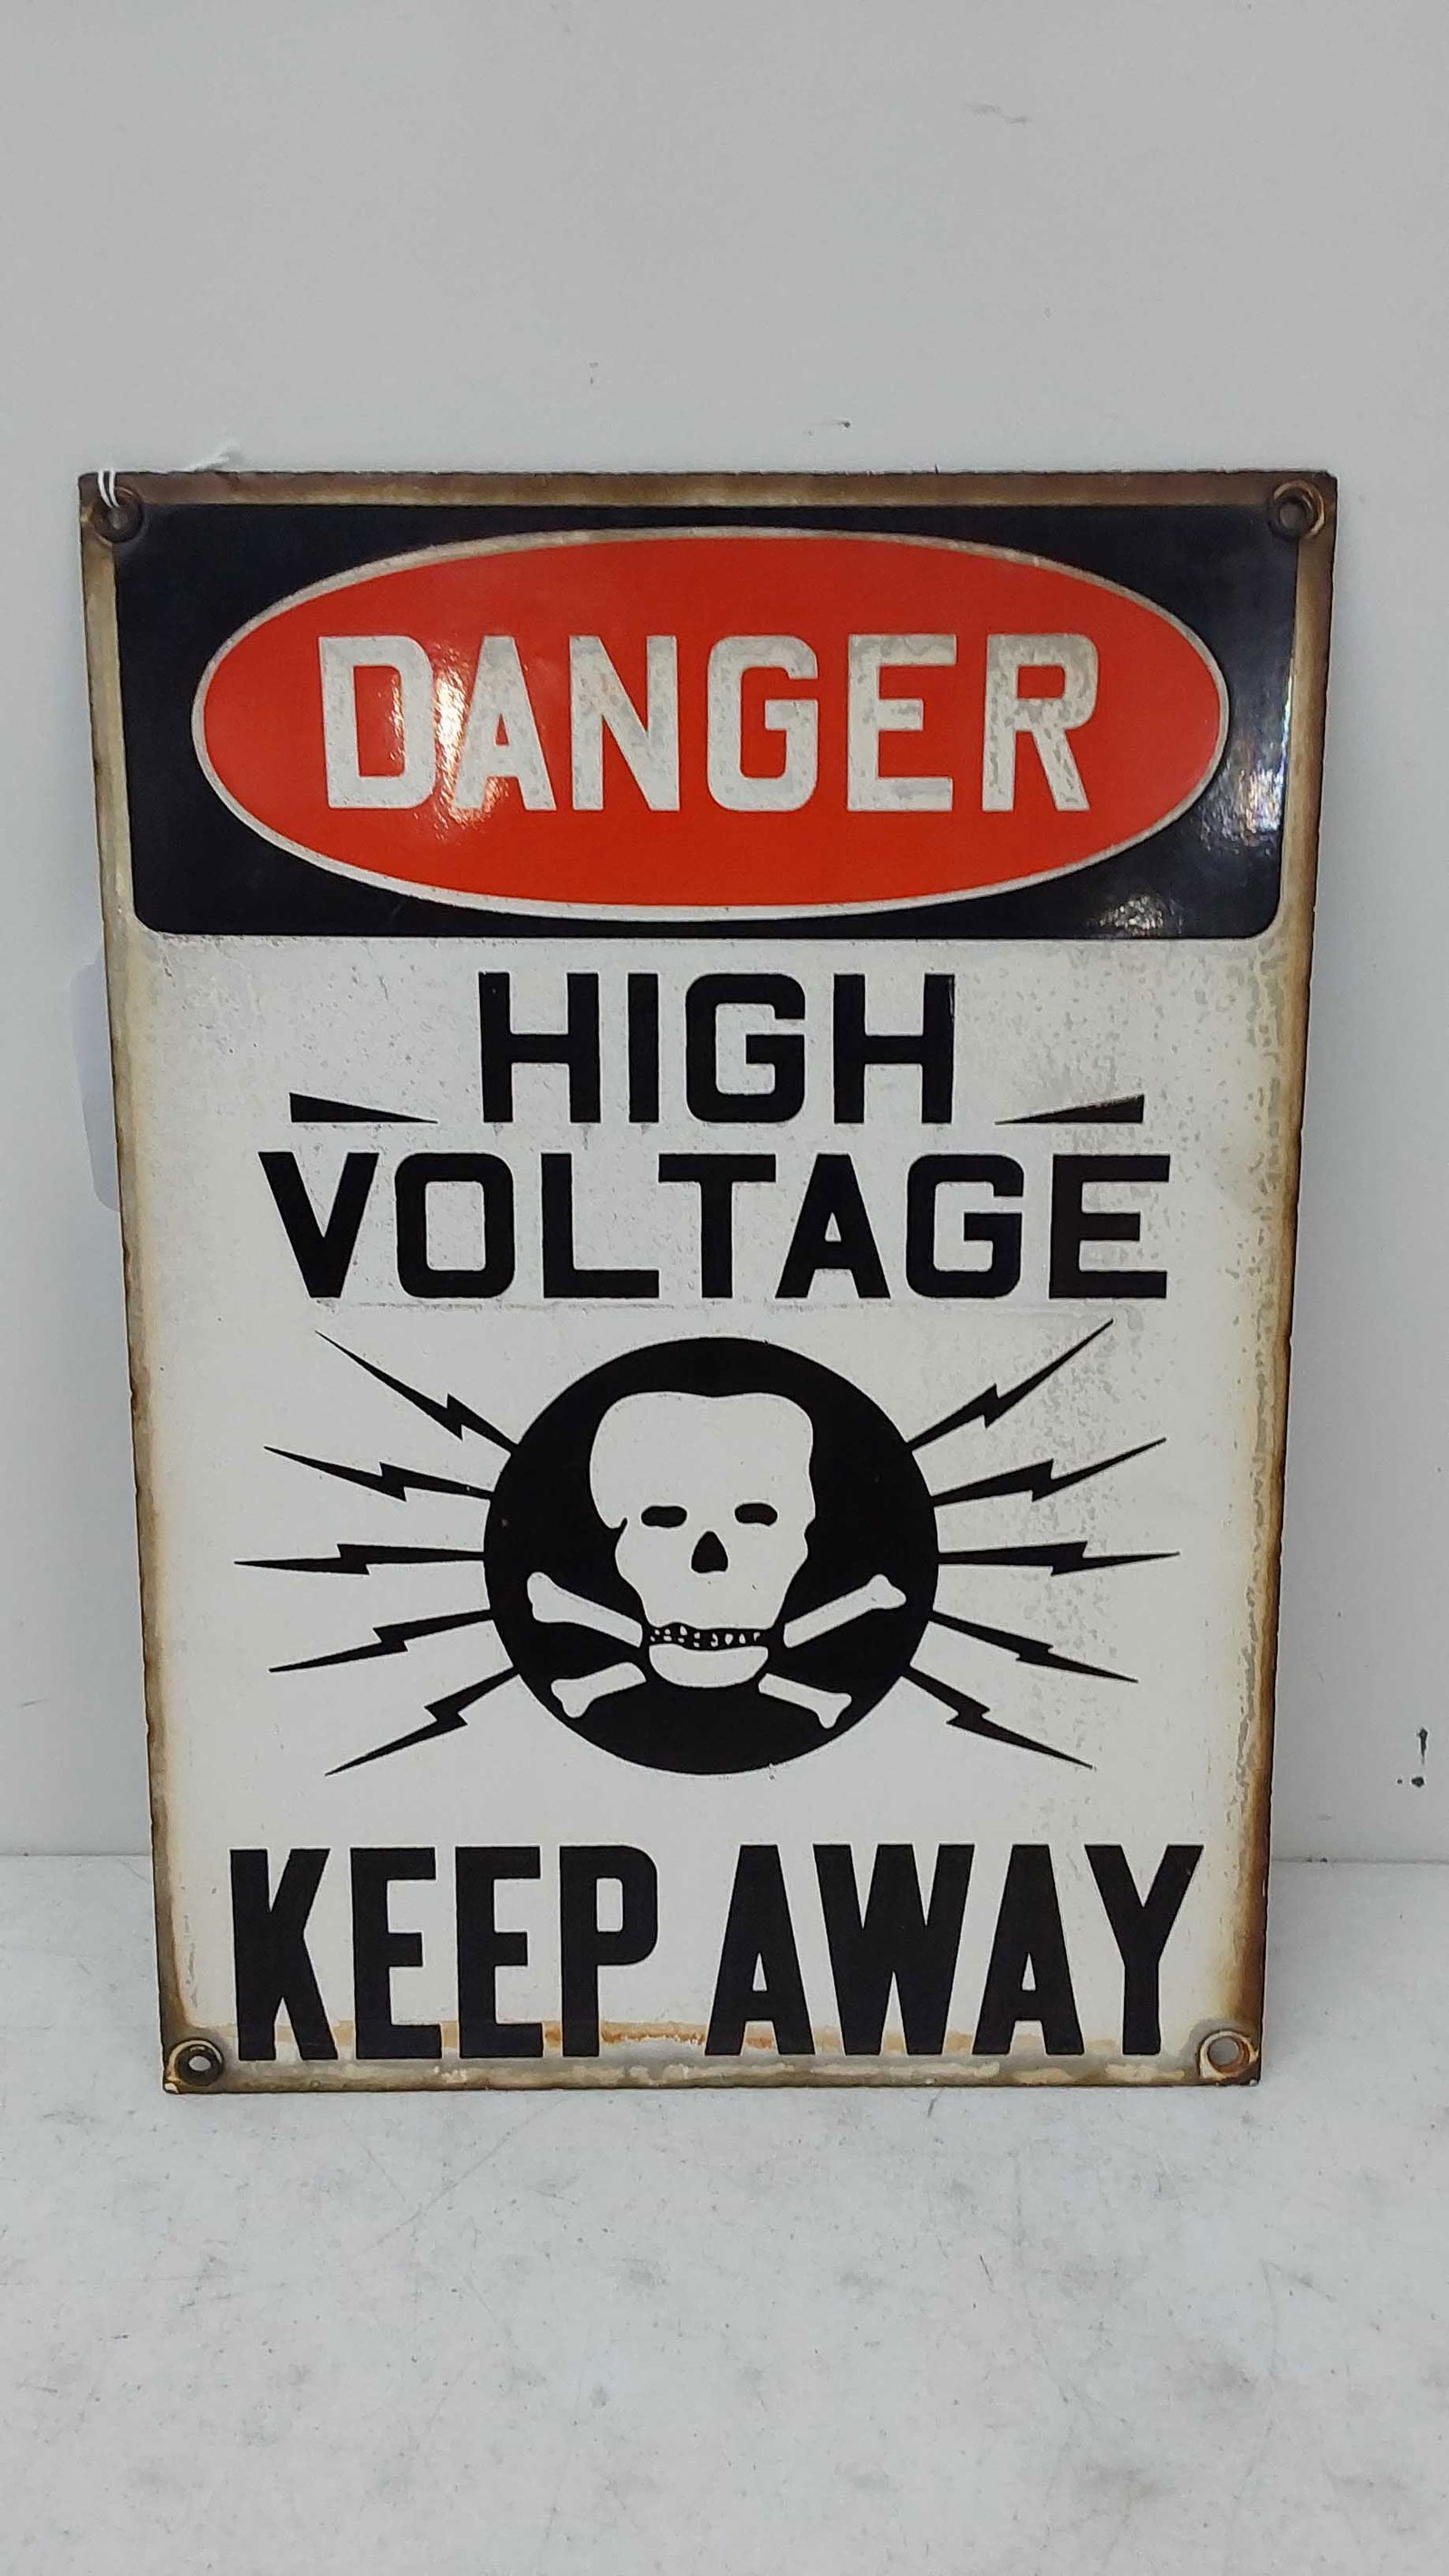 DANGER
HIGH
VOLTAGE
KEEP AWAY